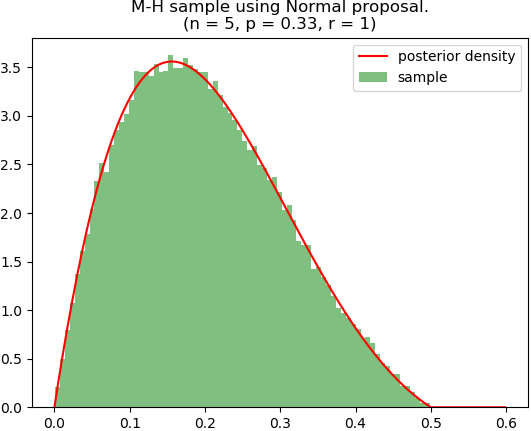 M-H sample using Normal proposal.
(n = 5, p = 0.33, r = 1)
posterior density
sample
3.5
3.0
2.5
2.0
1.5
1.0
0.5
0.0
0.0 0.1 0.2 0.3 0.4 0.5 0.6